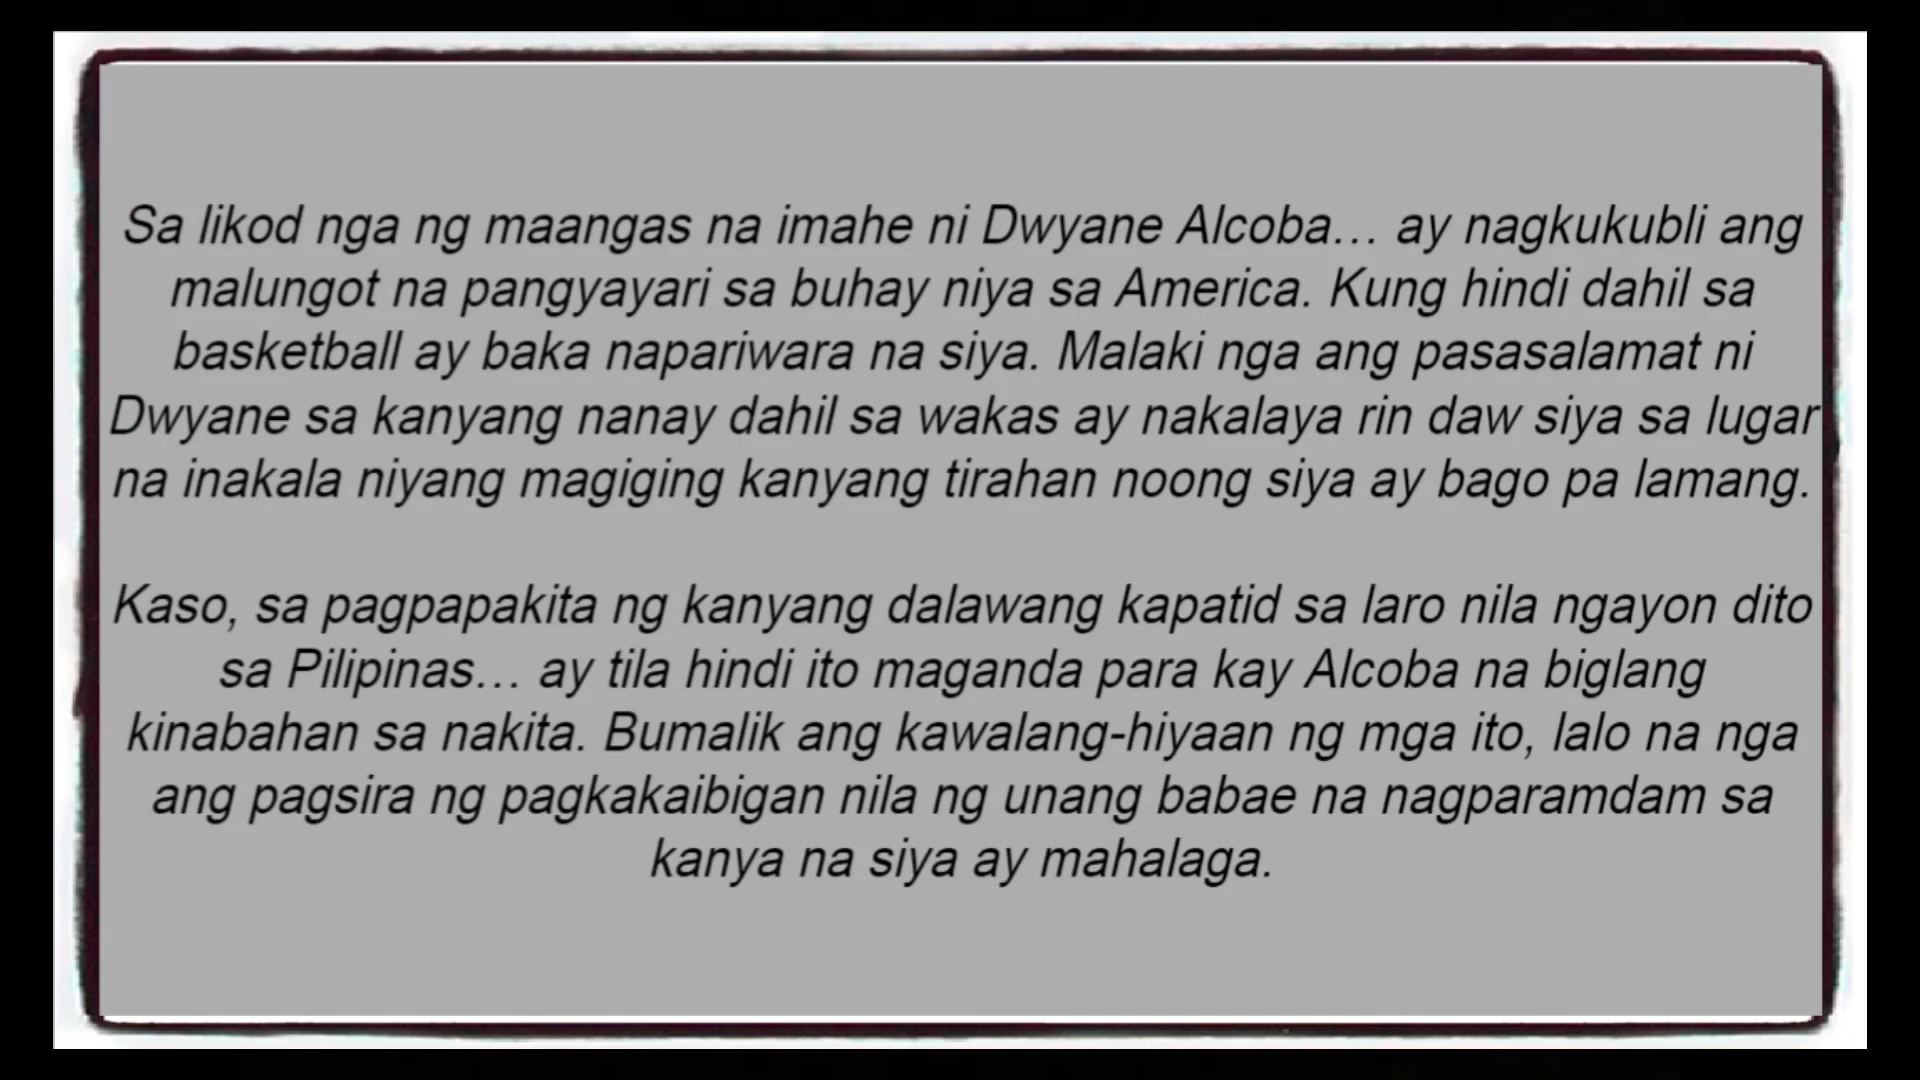 Sa likod nga ng maangas na imahe ni Dwyane Alcoba... ay nagkukubli ang
malungot na pangyayari sa buhay niya sa America. Kung hindi dahil sa
basketball ay baka napariwara na siya. Malaki nga ang pasasalamat ni
Dwyane sa kanyang nanay dahil sa wakas ay nakalaya rin daw siya sa lugar
na inakala niyang magiging kanyang tirahan noong siya ay bago pa lamang.
Kaso, sa pagpapakita ng kanyang dalawang kapatid sa laro nila ngayon dito
sa Pilipinas... ay tila hindi ito maganda para kay Alcoba na biglang
kinabahan sa nakita. Bumalik ang kawalang-hiyaan ng mga ito, lalo na nga
ang pagsira ng pagkakaibigan nila ng unang babae na nagparamdam sa
kanya na siya ay mahalaga.